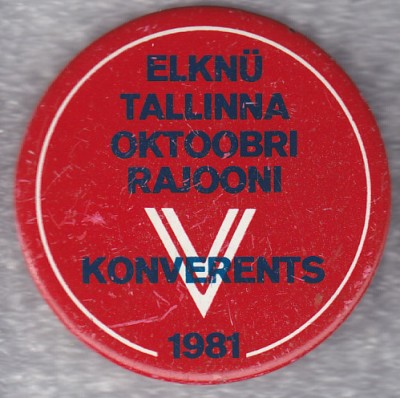 ELKNÜ
TALLINNA
OKTOOBRI
RAJOONI
V
KONVERENTS
1981